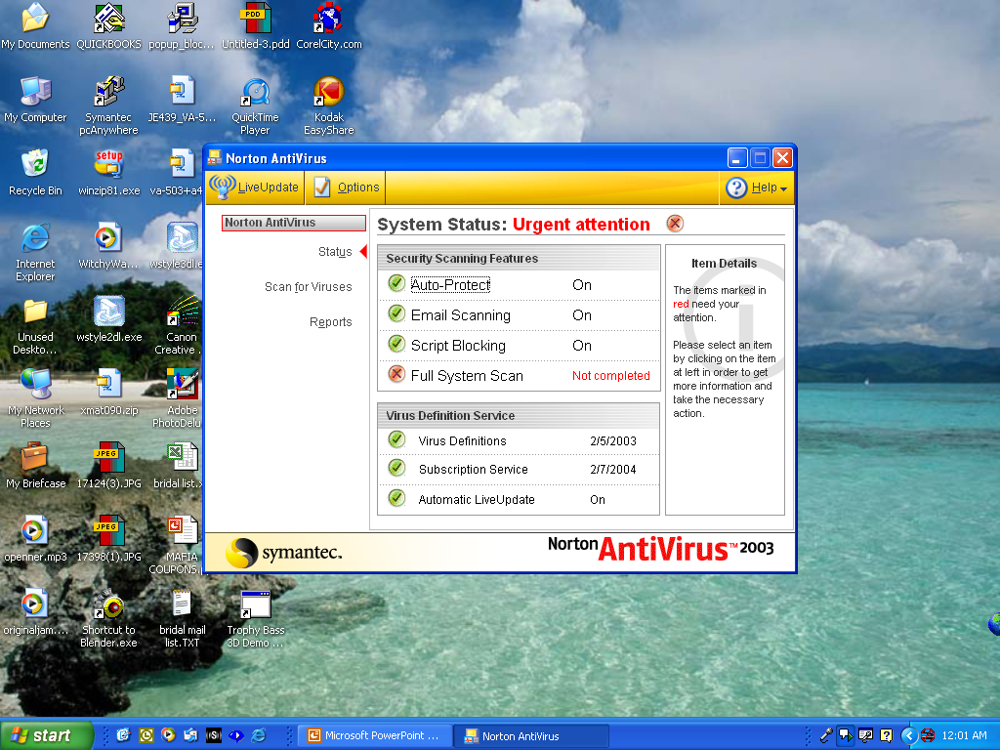 My Documents
QUICKBOOKS
popup_bloc...
Untitled-3.pdd
CorelCity.com
My Computer
Symantec
pcAnywhere
JE439_VA-5...
QuickTime
Player
Kodak
EasyShare
Recycle Bin
setup
winzip81.exe
va-503+a4
Internet
Explorer
WitchyWa...
wstyle3dl.e
Unused
Deskto...
wstyle2dl.exe
Canon
Creative
My Network
Places
xmat090.zip
Adobe
PhotoDelu
My Briefcase
JPEG
17124(3).JPG
bridal list.x
openner.mp3
JPEG
17398(1).JPG
MAFIA
COUPONS.p
originaljam....
Shortcut to
Blender.exe
bridal mail
list.TXT
Trophy Bass
3D Demo ...
PDD
Norton AntiVirus
LiveUpdate
Options
Help
Norton AntiVirus
Status
Scan for Viruses
Reports
System Status: Urgent attention
Security Scanning Features
Auto-Protect On
Email Scanning On
Script Blocking On
Full System Scan Not completed
Virus Definition Service
Virus Definitions 2/5/2003
Subscription Service 2/7/2004
Automatic LiveUpdate On
Item Details
The items marked in
red need your
attention.
Please select an item
by clicking on the item
at left in order to get
more information and
take the necessary
action.
symantec.
Norton AntiVirus™ 2003
start
Microsoft PowerPoint ...
Norton AntiVirus
12:01 AM